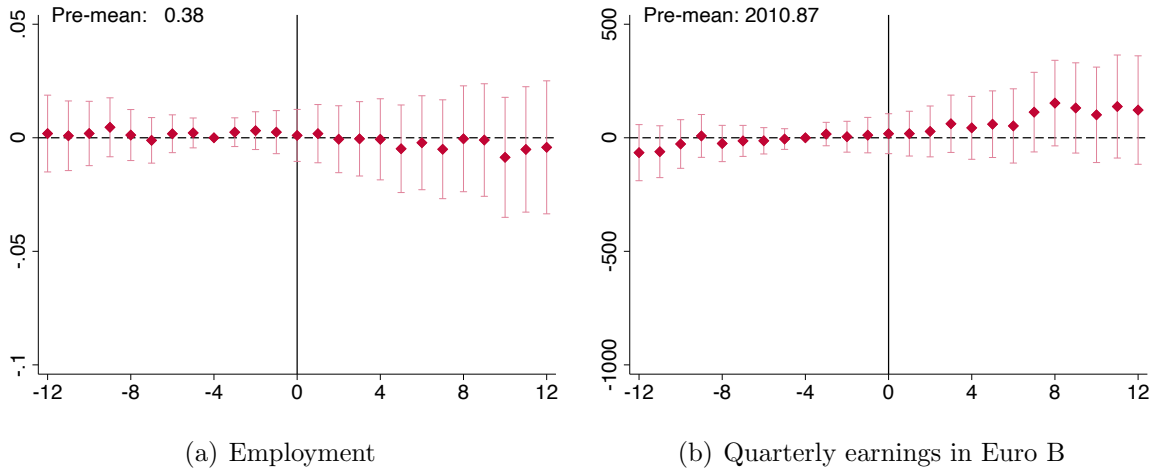 Pre-mean: 0.38
.05
0
-.05
-.1
-12 -8 -4 0 4 8 12
(a) Employment
Pre-mean: 2010.87
500
0
-500
-1000
-12 -8 -4 0 4 8 12
(b) Quarterly earnings in Euro B